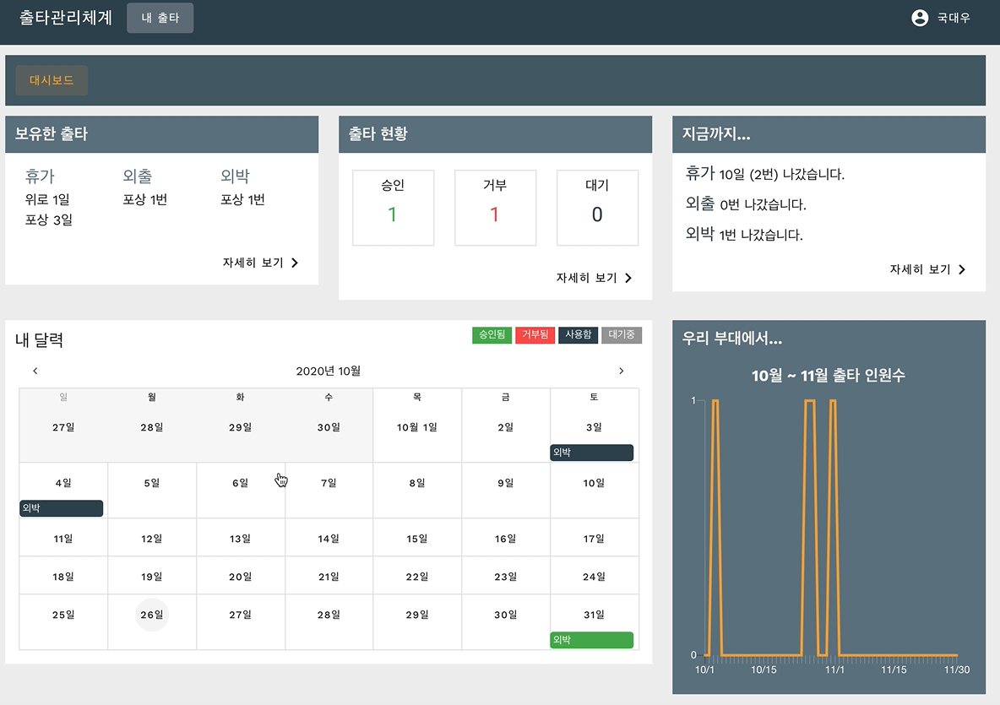 출타관리체계 내 출타 국대우
대시보드
보유한 출타
휴가 외출 외박
위로 1일 포상 1번 포상 1번
포상 3일
자세히 보기
출타 현황
승인 거부 대기
1 1 0
자세히 보기
지금까지...
휴가 10일 (2번) 나갔습니다.
외출 0번 나갔습니다.
외박 1번 나갔습니다.
자세히 보기
내 달력 승인됨 거부됨 사용함 대기중
2020년 10월
일 월 화 수 목 금 토
27일 28일 29일 30일 10월 1일 2일 3일
외박
4일 5일 6일 7일 8일 9일 10일
외박
11일 12일 13일 14일 15일 16일 17일
18일 19일 20일 21일 22일 23일 24일
25일 26일 27일 28일 29일 30일 31일
외박
우리 부대에서...
10월 ~ 11월 출타 인원수
1
0
10/1 10/15 11/1 11/15 11/30